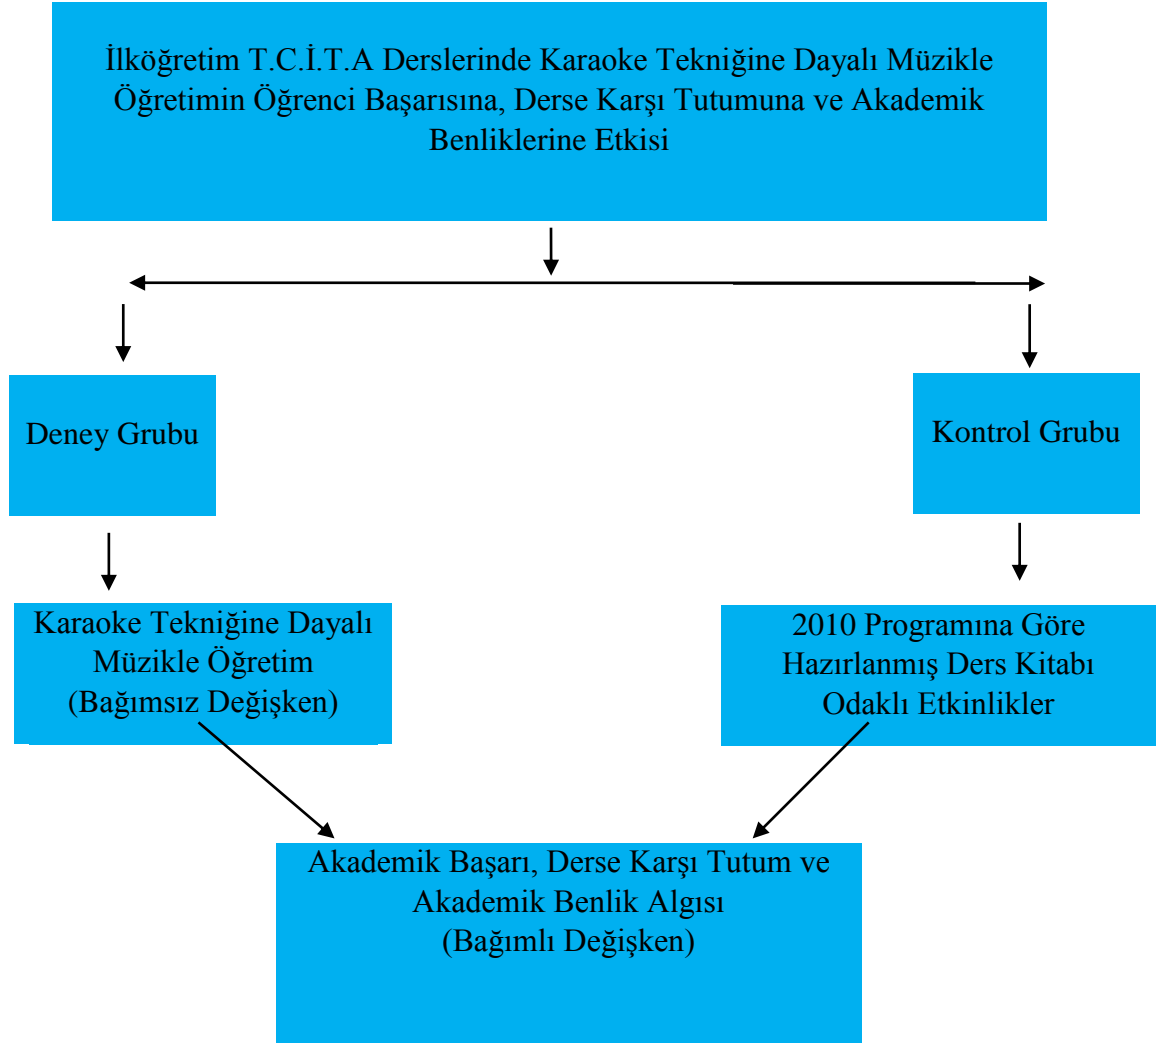 İlköğretim T.C.İ.T.A Derslerinde Karaoke Tekniğine Dayalı Müzikle
Öğretimin Öğrenci Başarısına, Derse Karşı Tutumuna ve Akademik
Benliklerine Etkisi
Deney Grubu
Kontrol Grubu
Karaoke Tekniğine Dayalı
Müzikle Öğretim
(Bağımsız Değişken)
2010 Programına Göre
Hazırlanmış Ders Kitabı
Odaklı Etkinlikler
Akademik Başarı, Derse Karşı Tutum ve
Akademik Benlik Algısı
(Bağımlı Değişken)